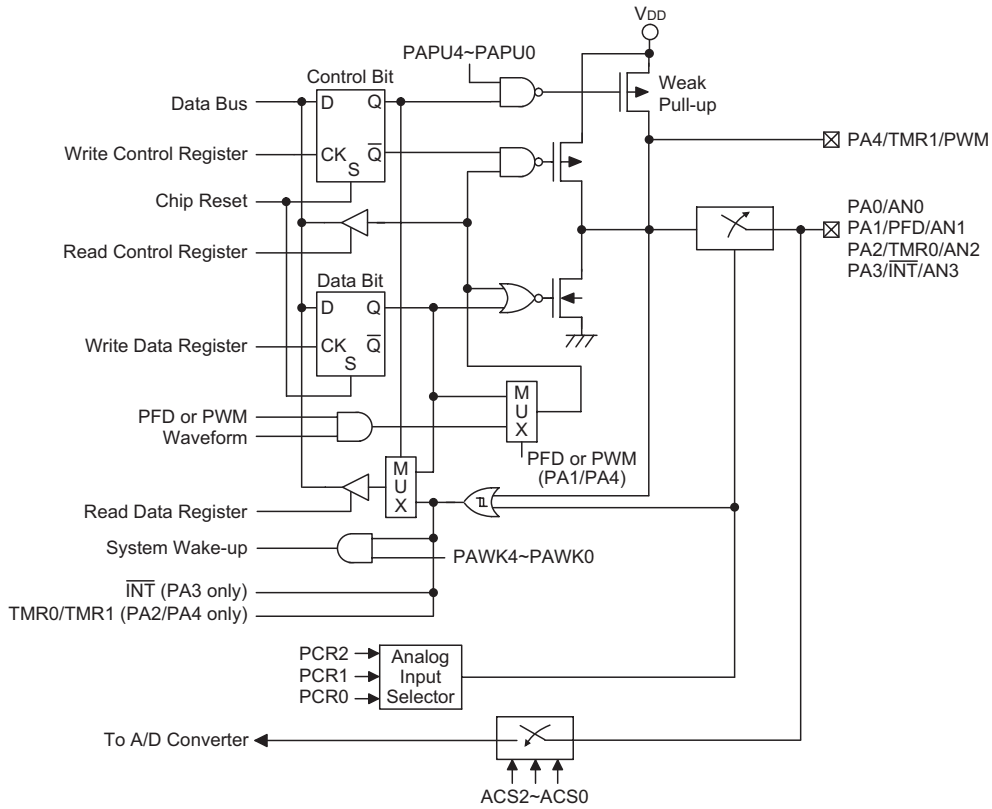 VDD
PAPU4~PAPU0
Control Bit
Weak
Pull-up
Data Bus
D
Q
PA4/TMR1/PWM
Write Control Register
CK
Q̅
S
Chip Reset
PA0/AN0
PA1/PFD/AN1
PA2/TMR0/AN2
PA3/I̅N̅T̅/AN3
Read Control Register
Data Bit
D
Q
Write Data Register
CK
Q̅
S
M
U
X
PFD or PWM
Waveform
PFD or PWM
(PA1/PA4)
M
U
X
Read Data Register
System Wake-up
PAWK4~PAWK0
I̅N̅T̅ (PA3 only)
TMR0/TMR1 (PA2/PA4 only)
PCR2
PCR1
PCR0
Analog
Input
Selector
To A/D Converter
ACS2~ACS0